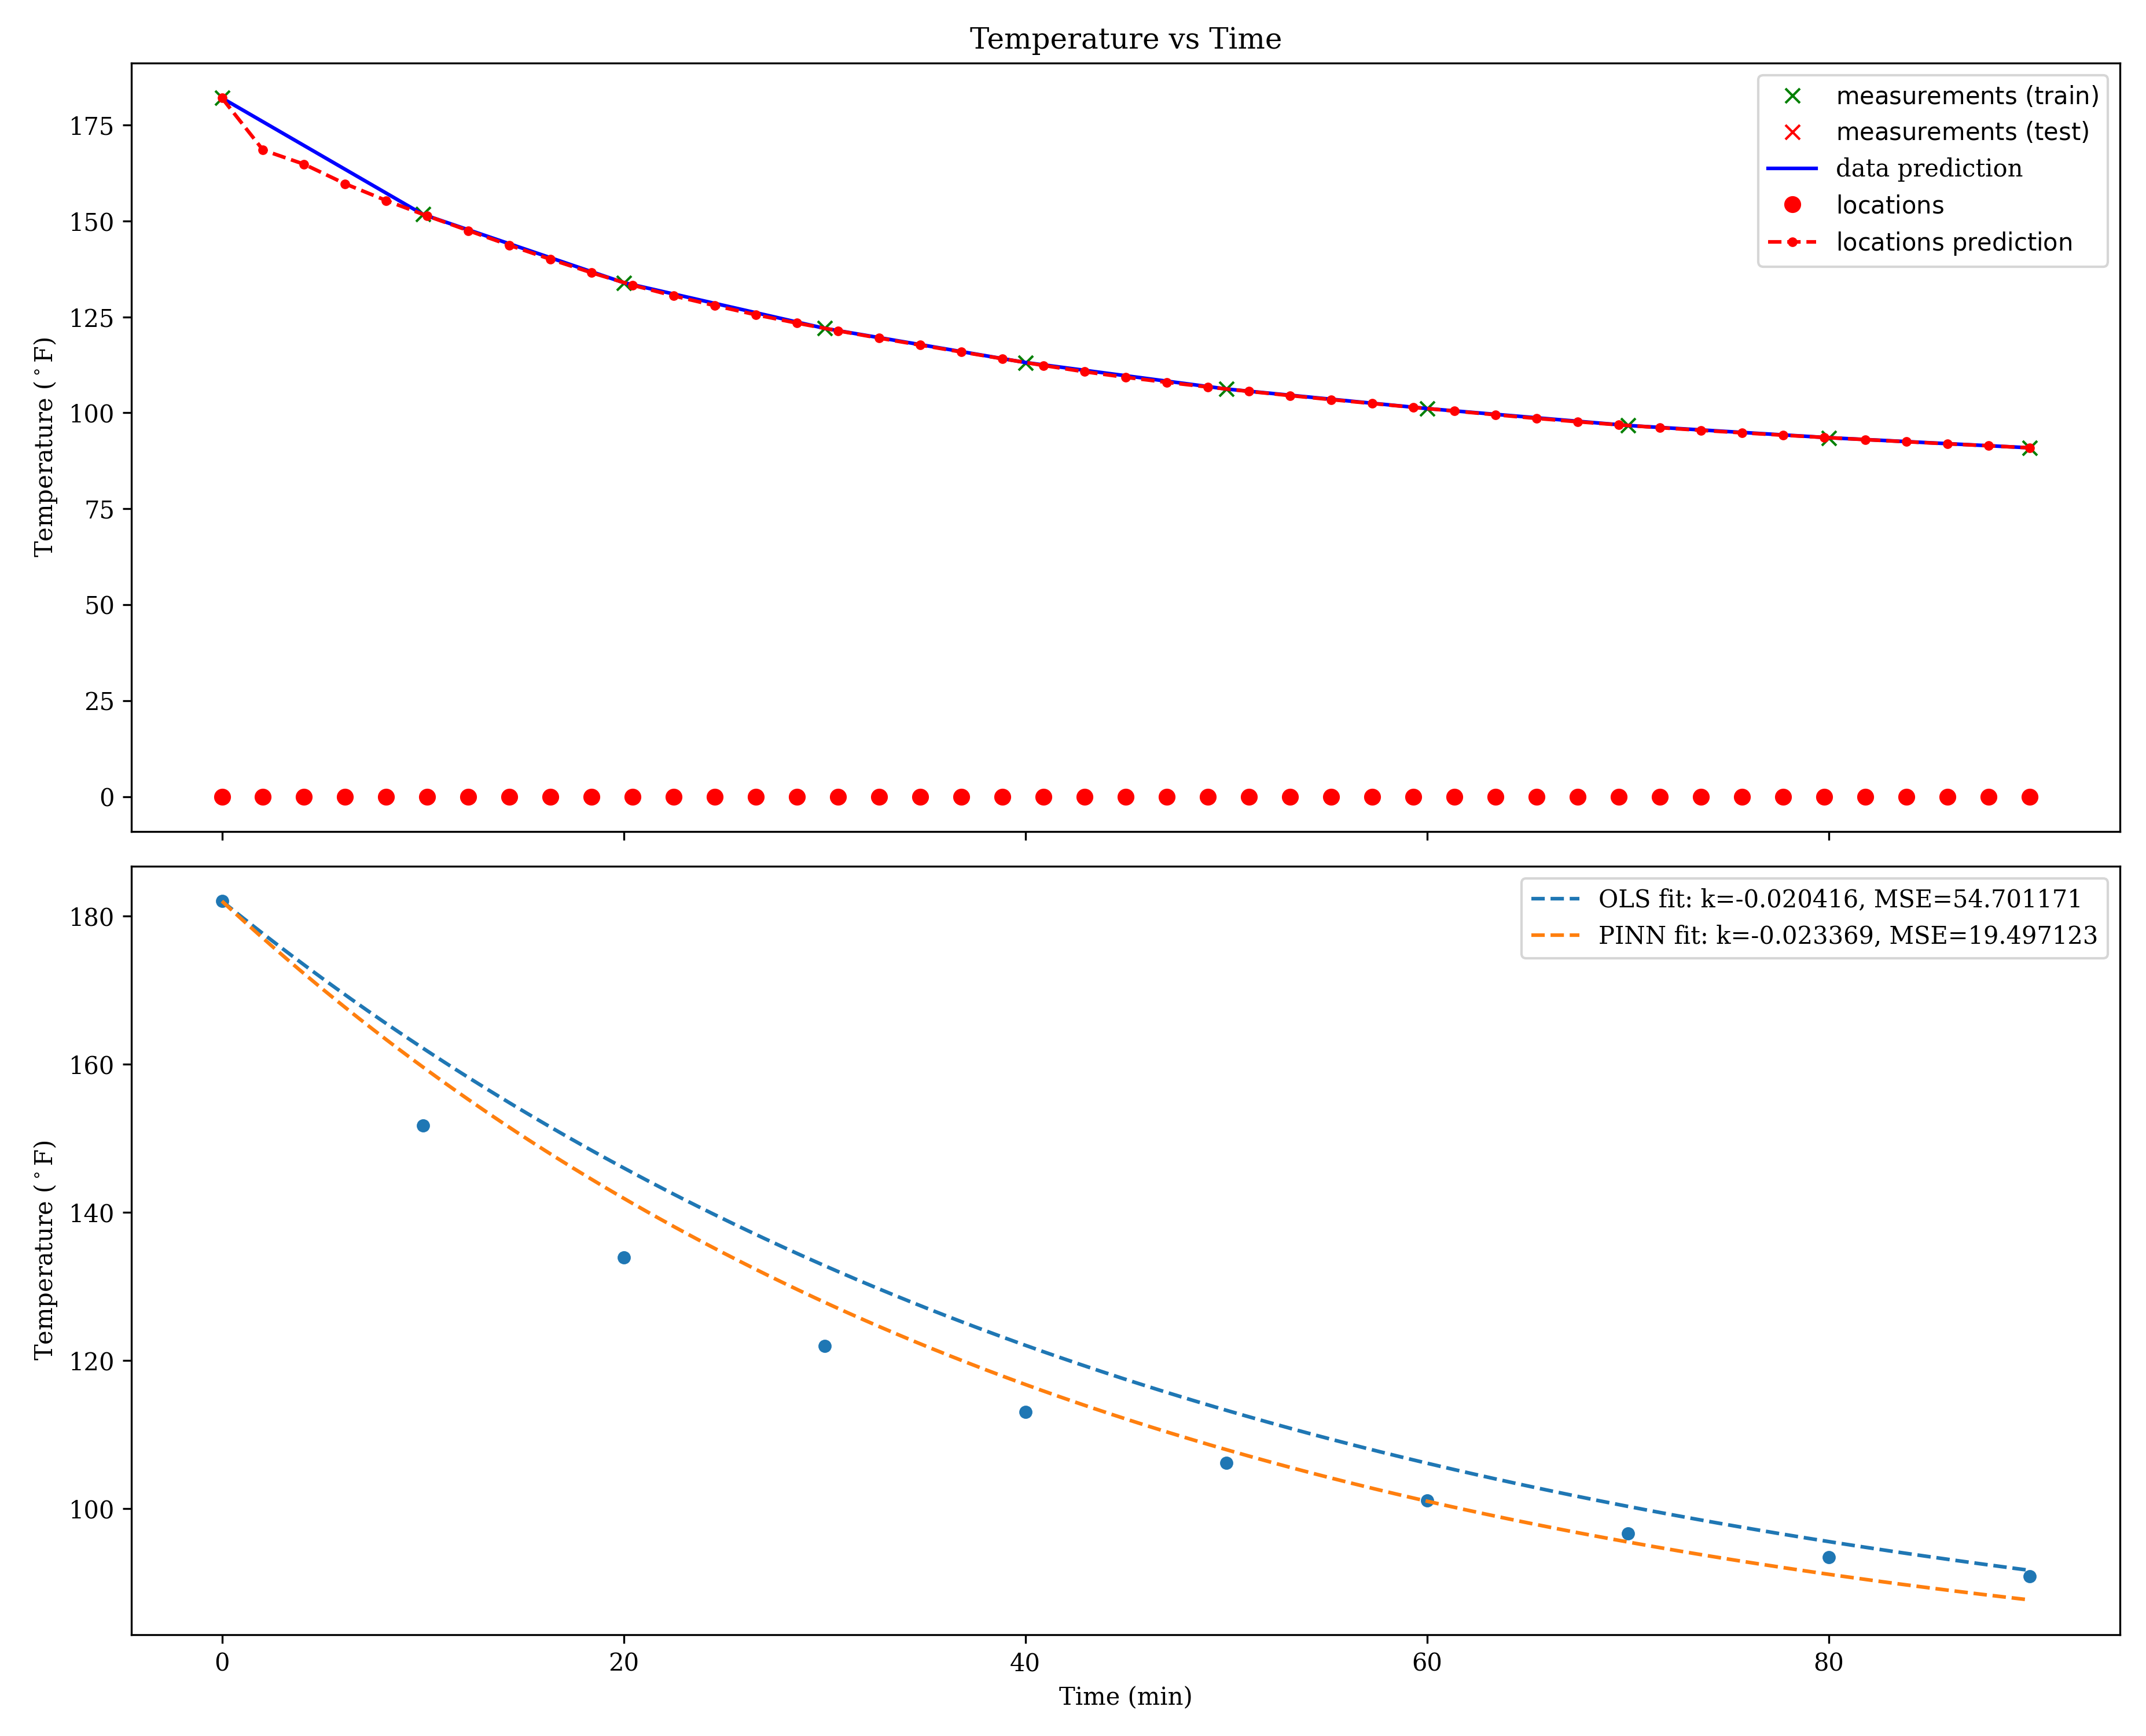 Temperature vs Time
Temperature (°F)
175
150
125
100
75
50
25
0
measurements (train)
measurements (test)
data prediction
locations
locations prediction
Temperature (°F)
180
160
140
120
100
OLS fit: k=-0.020416, MSE=54.701171
PINN fit: k=-0.023369, MSE=19.497123
0 20 40 60 80
Time (min)